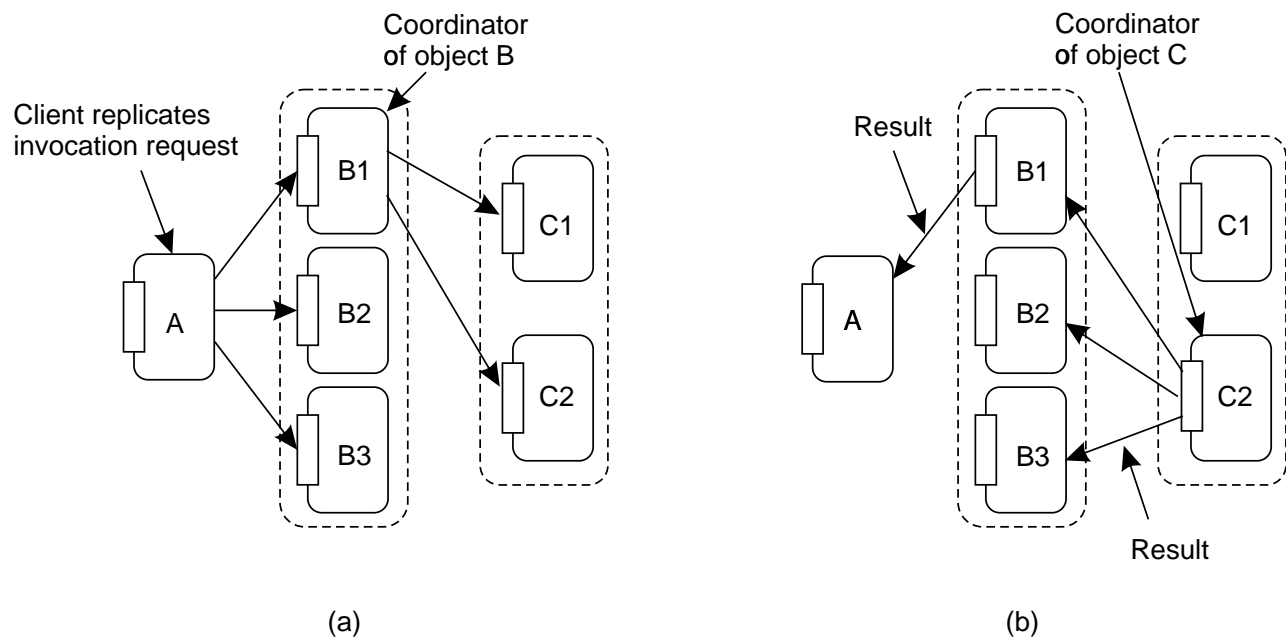 Coordinator
of object B
Client replicates
invocation request
B1
C1
A
B2
C2
B3
(a)
Coordinator
of object C
Result
B1
C1
A
B2
C2
B3
Result
(b)